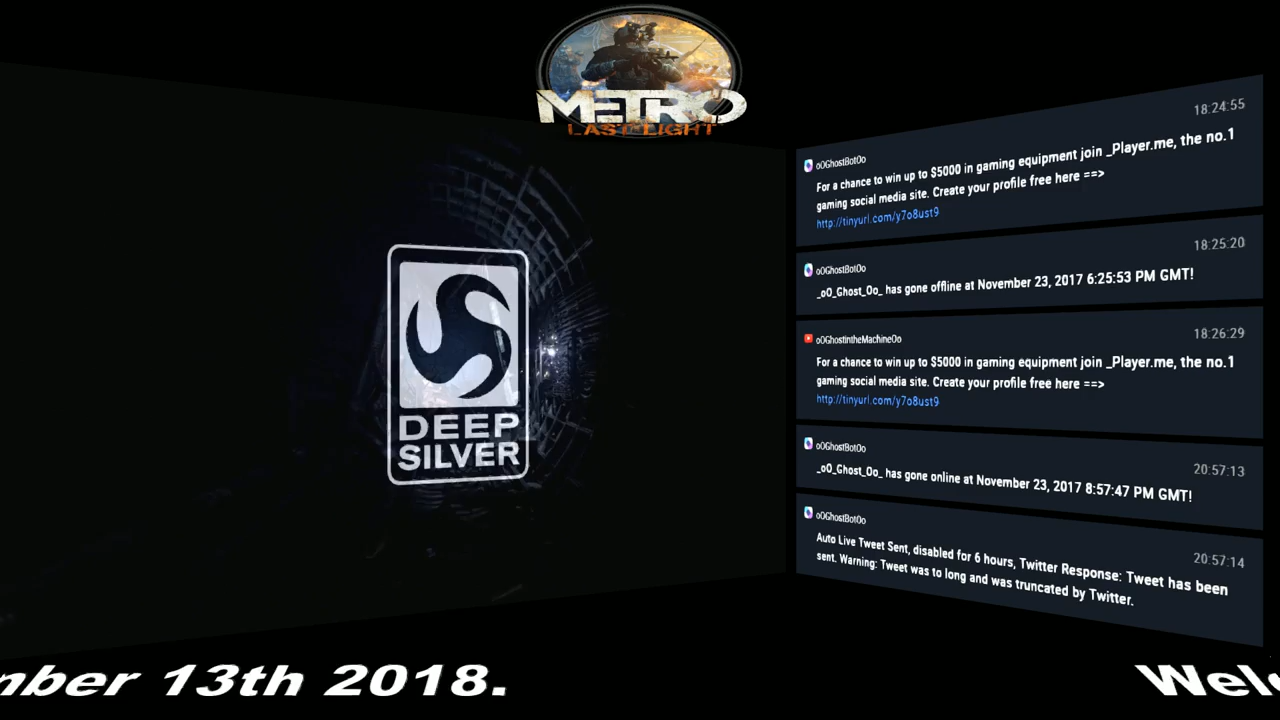 METRO
LAST LIGHT
DEEP
SILVER
18:24:55
oOGhostBotOo
For a chance to win up to $5000 in gaming equipment join _Player.me, the no.1
gaming social media site. Create your profile free here ==>
http://tinyurl.com/y7o8ust9
18:25:20
oOGhostBotOo
_oO_Ghost_Oo_ has gone offline at November 23, 2017 6:25:53 PM GMT!
18:26:29
oOGhostintheMachineOo
For a chance to win up to $5000 in gaming equipment join _Player.me, the no.1
gaming social media site. Create your profile free here ==>
http://tinyurl.com/y7o8ust9
oOGhostBotOo
20:57:13
_oO_Ghost_Oo_ has gone online at November 23, 2017 8:57:47 PM GMT!
oOGhostBotOo
20:57:14
Auto Live Tweet Sent, disabled for 6 hours, Twitter Response: Tweet has been
sent. Warning: Tweet was to long and was truncated by Twitter.
mber 13th 2018.
Welc